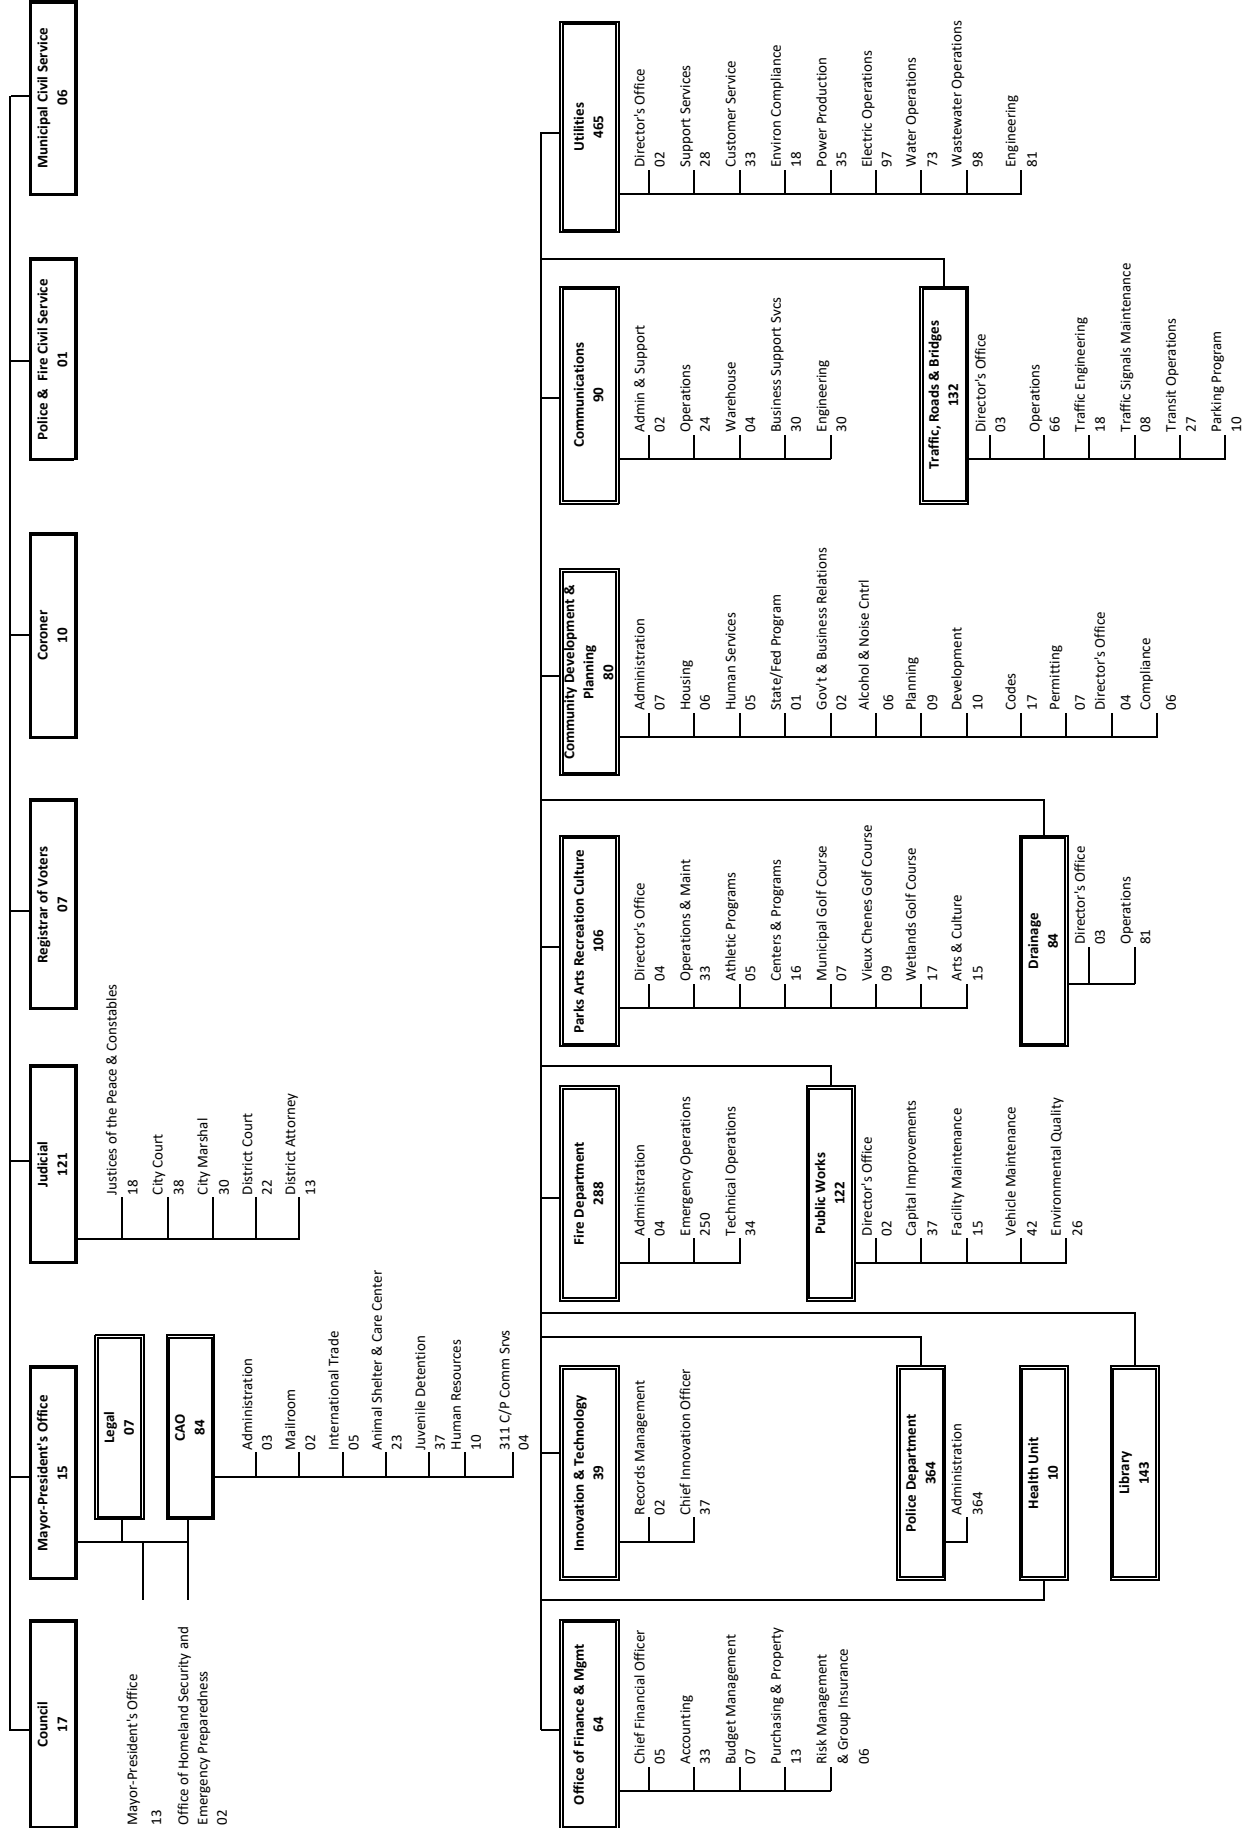 Council
17
Mayor-President's Office
15
Judicial
121
Registrar of Voters
07
Coroner
10
Police & Fire Civil Service
01
Municipal Civil Service
06
Mayor-President's Office
13
Office of Homeland Security and
Emergency Preparedness
02
Legal
07
CAO
84
Administration
03
Mailroom
02
International Trade
05
Animal Shelter & Care Center
23
Juvenile Detention
37
Human Resources
10
311 C/P Comm Srvs
04
Justices of the Peace & Constables
18
City Court
38
City Marshal
30
District Court
22
District Attorney
13
Office of Finance & Mgmt
64
Chief Financial Officer
05
Accounting
33
Budget Management
07
Purchasing & Property
13
Risk Management
& Group Insurance
06
Innovation & Technology
39
Records Management
02
Chief Innovation Officer
37
Police Department
364
Administration
364
Health Unit
10
Library
143
Fire Department
288
Administration
04
Emergency Operations
250
Technical Operations
34
Public Works
122
Director's Office
02
Capital Improvements
37
Facility Maintenance
15
Vehicle Maintenance
42
Environmental Quality
26
Parks Arts Recreation Culture
106
Director's Office
04
Operations & Maint
33
Athletic Programs
05
Centers & Programs
16
Municipal Golf Course
07
Vieux Chenes Golf Course
09
Wetlands Golf Course
17
Arts & Culture
15
Drainage
84
Director's Office
03
Operations
81
Community Development &
Planning
80
Administration
07
Housing
06
Human Services
05
State/Fed Program
01
Gov't & Business Relations
02
Alcohol & Noise Cntrl
06
Planning
09
Development
10
Codes
17
Permitting
07
Director's Office
04
Compliance
06
Communications
90
Admin & Support
02
Operations
24
Warehouse
04
Business Support Svcs
30
Engineering
30
Traffic, Roads & Bridges
132
Director's Office
03
Operations
66
Traffic Engineering
18
Traffic Signals Maintenance
08
Transit Operations
27
Parking Program
10
Utilities
465
Director's Office
02
Support Services
28
Customer Service
33
Environ Compliance
18
Power Production
35
Electric Operations
97
Water Operations
73
Wastewater Operations
98
Engineering
81